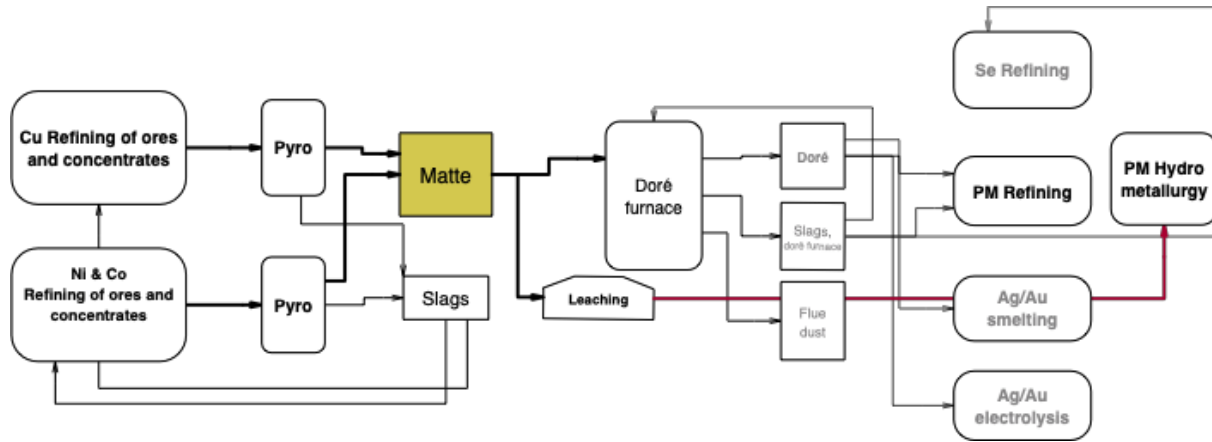 Se Refining
Cu Refining of ores
and concentrates
Pyro
Matte
Doré
furnace
Doré
PM Refining
PM Hydro
metallurgy
Slags,
doré furnace
Ni & Co
Refining of ores and
concentrates
Pyro
Slags
Leaching
Flue
dust
Ag/Au
smelting
Ag/Au
electrolysis